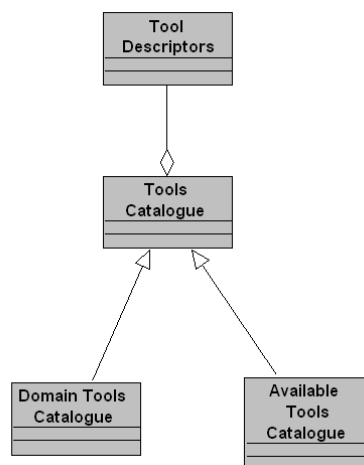 Tool
Descriptors
Tools
Catalogue
Domain Tools
Catalogue
Available
Tools
Catalogue